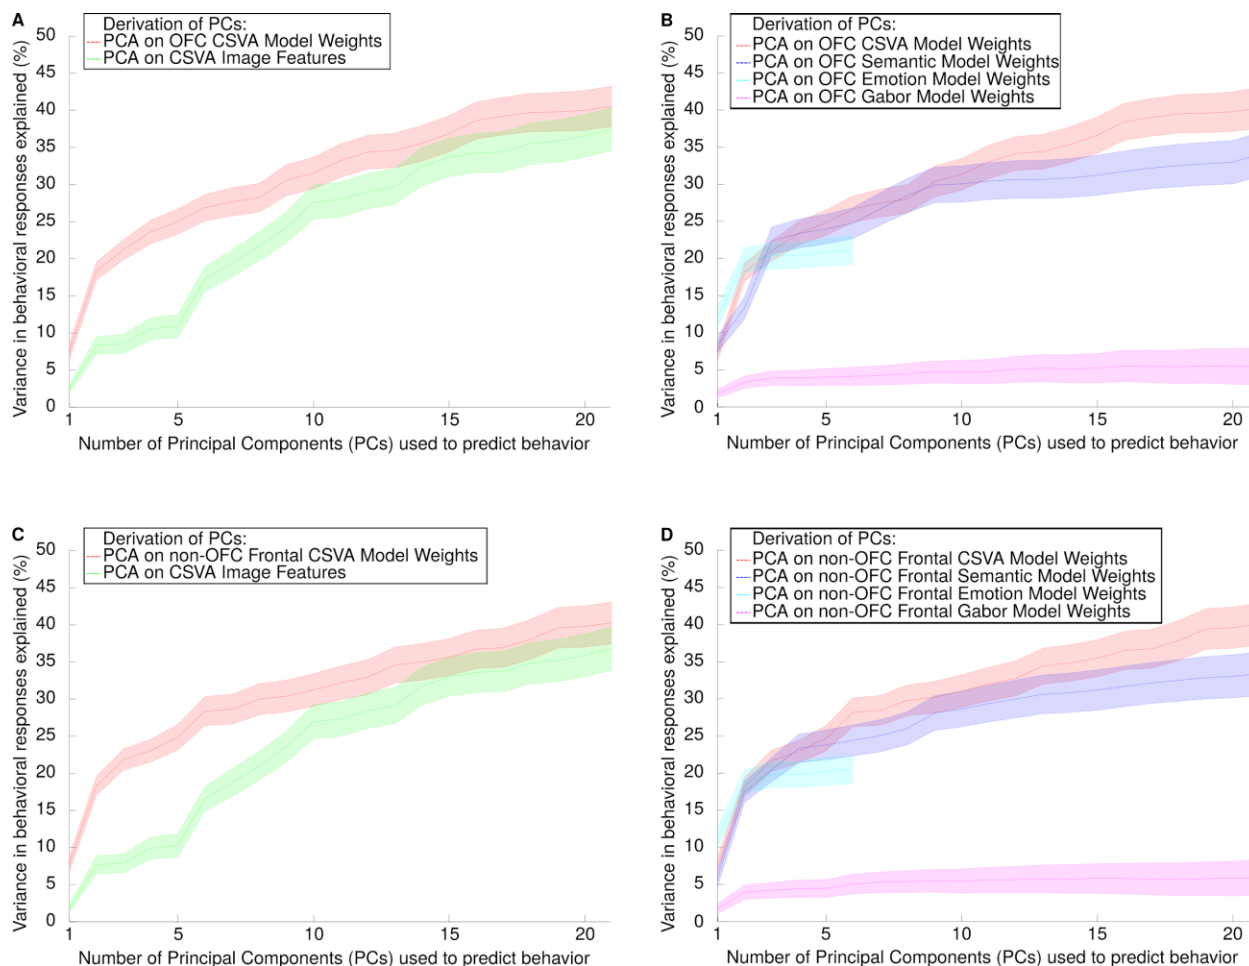 A
Derivation of PCs:
PCA on OFC CSVA Model Weights
PCA on CSVA Image Features
Variance in behavioral responses explained (%)
50
45
40
35
30
25
20
15
10
5
0
1 5 10 15 20
Number of Principal Components (PCs) used to predict behavior
B
Derivation of PCs:
PCA on OFC CSVA Model Weights
PCA on OFC Semantic Model Weights
PCA on OFC Emotion Model Weights
PCA on OFC Gabor Model Weights
Variance in behavioral responses explained (%)
50
45
40
35
30
25
20
15
10
5
0
1 5 10 15 20
Number of Principal Components (PCs) used to predict behavior
C
Derivation of PCs:
PCA on non-OFC Frontal CSVA Model Weights
PCA on CSVA Image Features
Variance in behavioral responses explained (%)
50
45
40
35
30
25
20
15
10
5
0
1 5 10 15 20
Number of Principal Components (PCs) used to predict behavior
D
Derivation of PCs:
PCA on non-OFC Frontal CSVA Model Weights
PCA on non-OFC Frontal Semantic Model Weights
PCA on non-OFC Frontal Emotion Model Weights
PCA on non-OFC Frontal Gabor Model Weights
Variance in behavioral responses explained (%)
50
45
40
35
30
25
20
15
10
5
0
1 5 10 15 20
Number of Principal Components (PCs) used to predict behavior